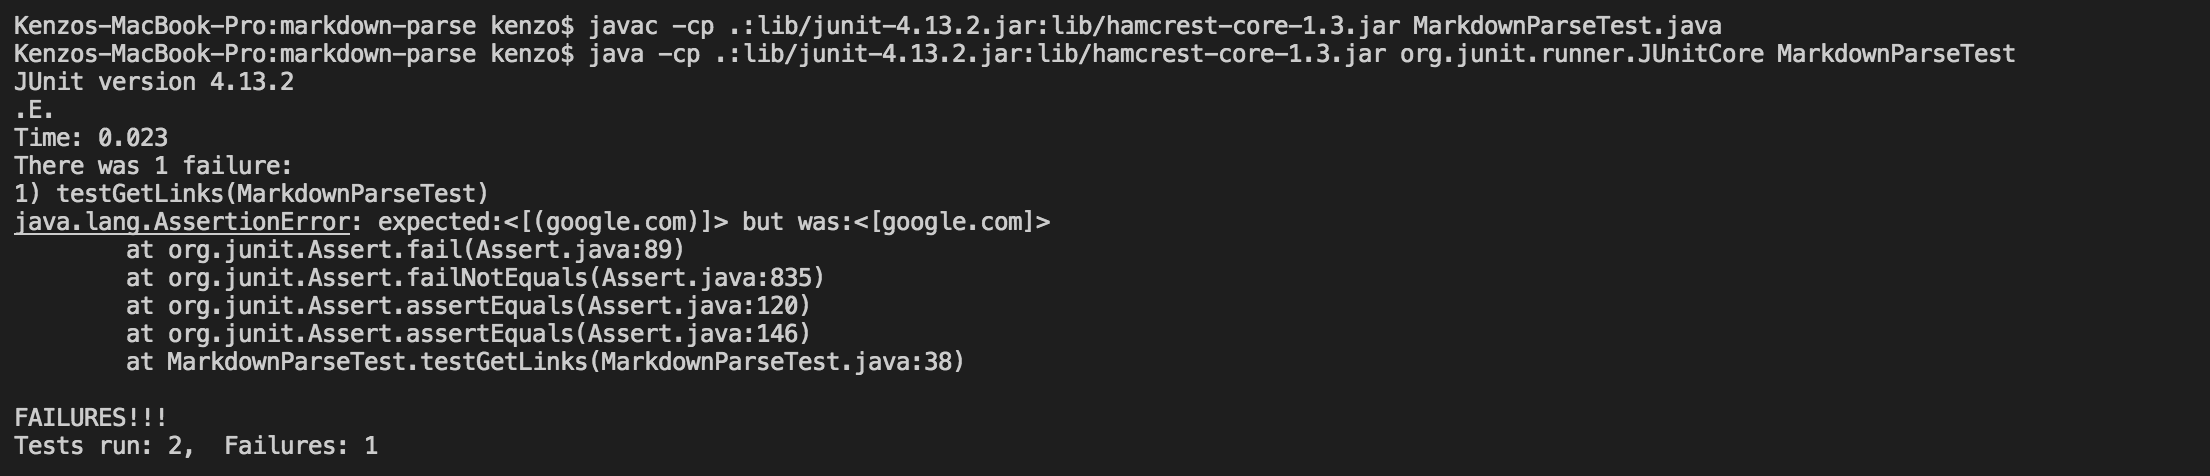 Kenzos-MacBook-Pro:markdown-parse kenzo$ javac -cp .:lib/junit-4.13.2.jar:lib/hamcrest-core-1.3.jar MarkdownParseTest.java
Kenzos-MacBook-Pro:markdown-parse kenzo$ java -cp .:lib/junit-4.13.2.jar:lib/hamcrest-core-1.3.jar org.junit.runner.JUnitCore MarkdownParseTest
JUnit version 4.13.2
.E.
Time: 0.023
There was 1 failure:
1) testGetLinks(MarkdownParseTest)
java.lang.AssertionError: expected:<[(google.com)]> but was:<[google.com]>
        at org.junit.Assert.fail(Assert.java:89)
        at org.junit.Assert.failNotEquals(Assert.java:835)
        at org.junit.Assert.assertEquals(Assert.java:120)
        at org.junit.Assert.assertEquals(Assert.java:146)
        at MarkdownParseTest.testGetLinks(MarkdownParseTest.java:38)
FAILURES!!!
Tests run: 2,  Failures: 1